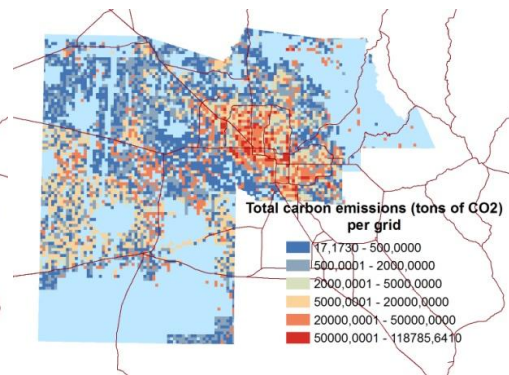 Total carbon emissions (tons of CO2)
per grid
17,1730 - 500,0000
500,0001 - 2000,0000
2000,0001 - 5000,0000
5000,0001 - 20000,0000
20000,0001 - 50000,0000
50000,0001 - 118785,6410